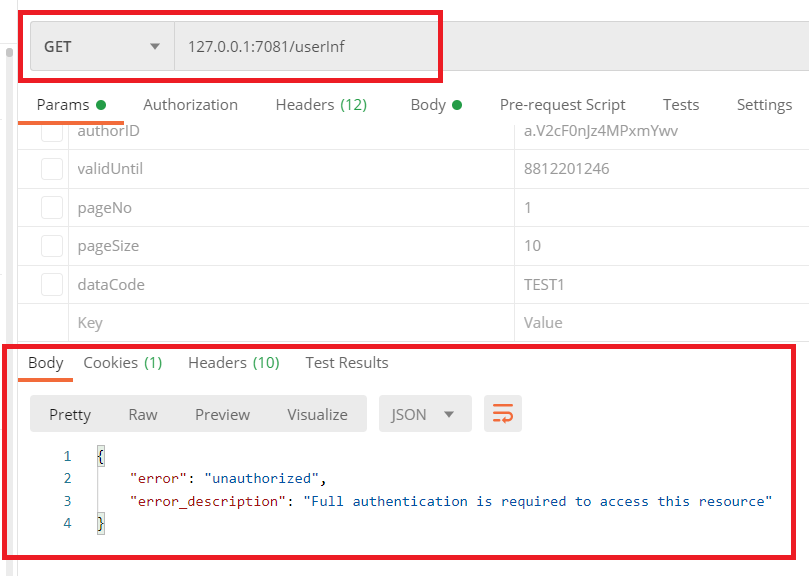 GET 127.0.0.1:7081/userInf
Params Authorization Headers (12) Body Pre-request Script Tests Settings
authorID a.V2cF0nJz4MPxmYwv
validUntil 8812201246
pageNo 1
pageSize 10
dataCode TEST1
Key Value
Body Cookies (1) Headers (10) Test Results
Pretty Raw Preview Visualize JSON
1 {
2 "error": "unauthorized",
3 "error_description": "Full authentication is required to access this resource"
4 }